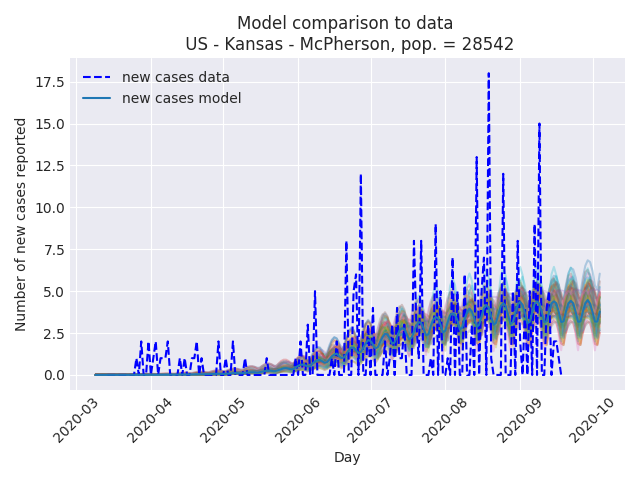 Model comparison to data
US - Kansas - McPherson, pop. = 28542
new cases data
new cases model
Number of new cases reported
17.5
15.0
12.5
10.0
7.5
5.0
2.5
0.0
2020-03
2020-04
2020-05
2020-06
2020-07
2020-08
2020-09
2020-10
Day